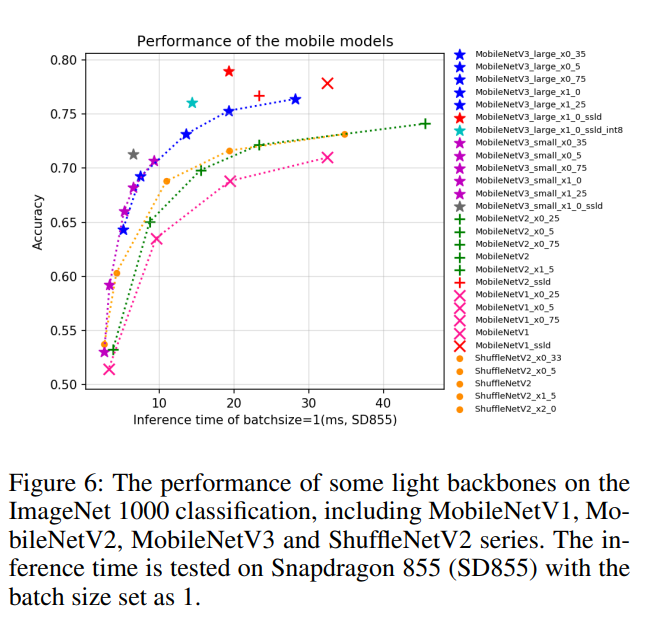 Performance of the mobile models
0.80
0.75
0.70
0.65
0.60
0.55
0.50
Accuracy
10
20
30
40
Inference time of batchsize=1(ms, SD855)
MobileNetV3_large_x0_35
MobileNetV3_large_x0_5
MobileNetV3_large_x0_75
MobileNetV3_large_x1_0
MobileNetV3_large_x1_25
MobileNetV3_large_x1_0_ssld
MobileNetV3_large_x1_0_ssld_int8
MobileNetV3_small_x0_35
MobileNetV3_small_x0_5
MobileNetV3_small_x0_75
MobileNetV3_small_x1_0
MobileNetV3_small_x1_25
MobileNetV3_small_x1_0_ssld
MobileNetV2_x0_25
MobileNetV2_x0_5
MobileNetV2_x0_75
MobileNetV2
MobileNetV2_x1_5
MobileNetV2_ssld
MobileNetV1_x0_25
MobileNetV1_x0_5
MobileNetV1_x0_75
MobileNetV1
MobileNetV1_ssld
ShuffleNetV2_x0_33
ShuffleNetV2_x0_5
ShuffleNetV2
ShuffleNetV2_x1_5
ShuffleNetV2_x2_0
Figure 6: The performance of some light backbones on the
ImageNet 1000 classification, including MobileNetV1, Mo-
bileNetV2, MobileNetV3 and ShuffleNetV2 series. The in-
ference time is tested on Snapdragon 855 (SD855) with the
batch size set as 1.